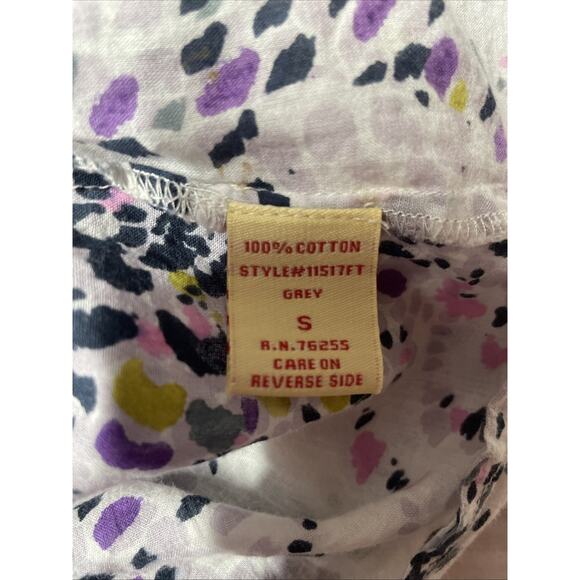 100% COTTON
STYLE#11517FT
GREY
S
R.N.76255
CARE ON
REVERSE SIDE